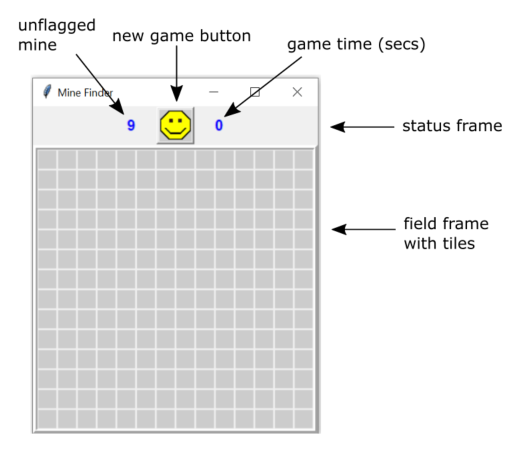 unflagged
mine
new game button
game time (secs)
Mine Finder
9
0
status frame
field frame
with tiles